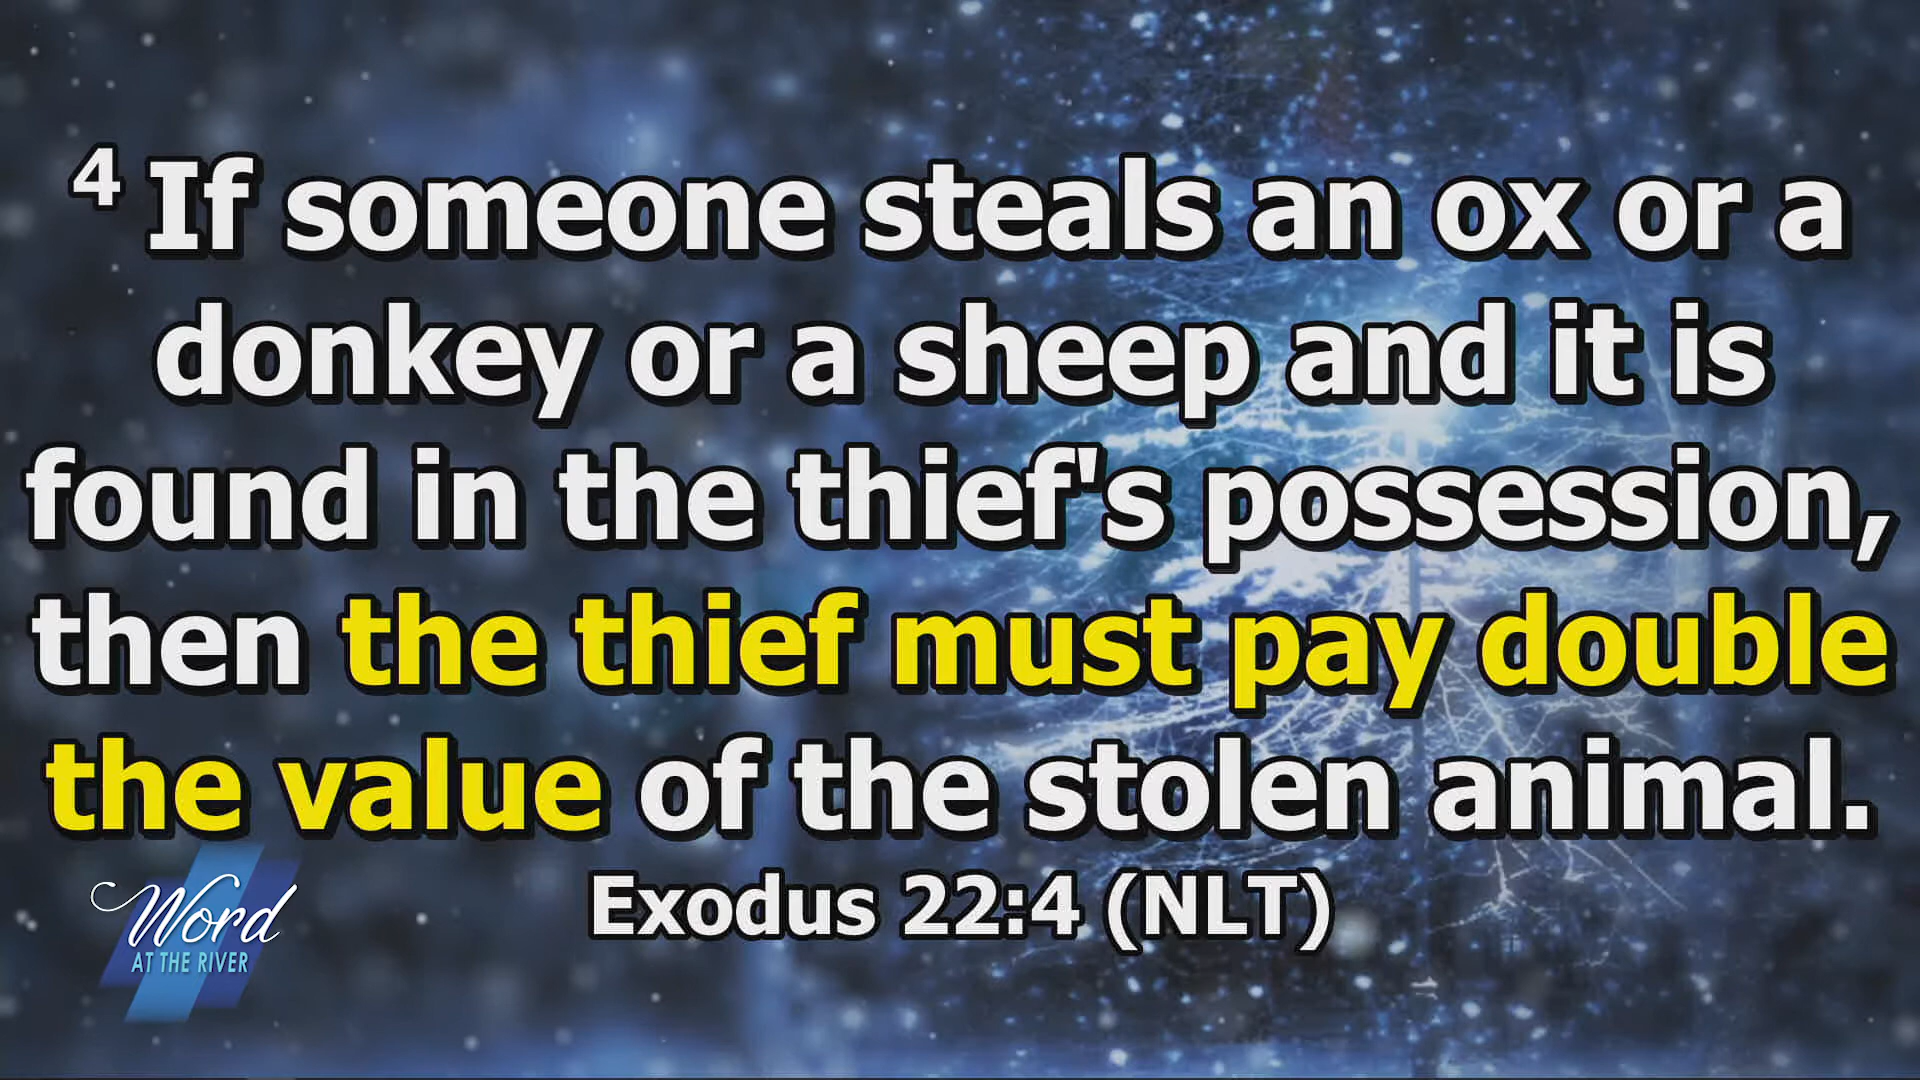 4 If someone steals an ox or a
donkey or a sheep and it is
found in the thief's possession,
then the thief must pay double
the value of the stolen animal.
Exodus 22:4 (NLT)
Word
AT THE RIVER